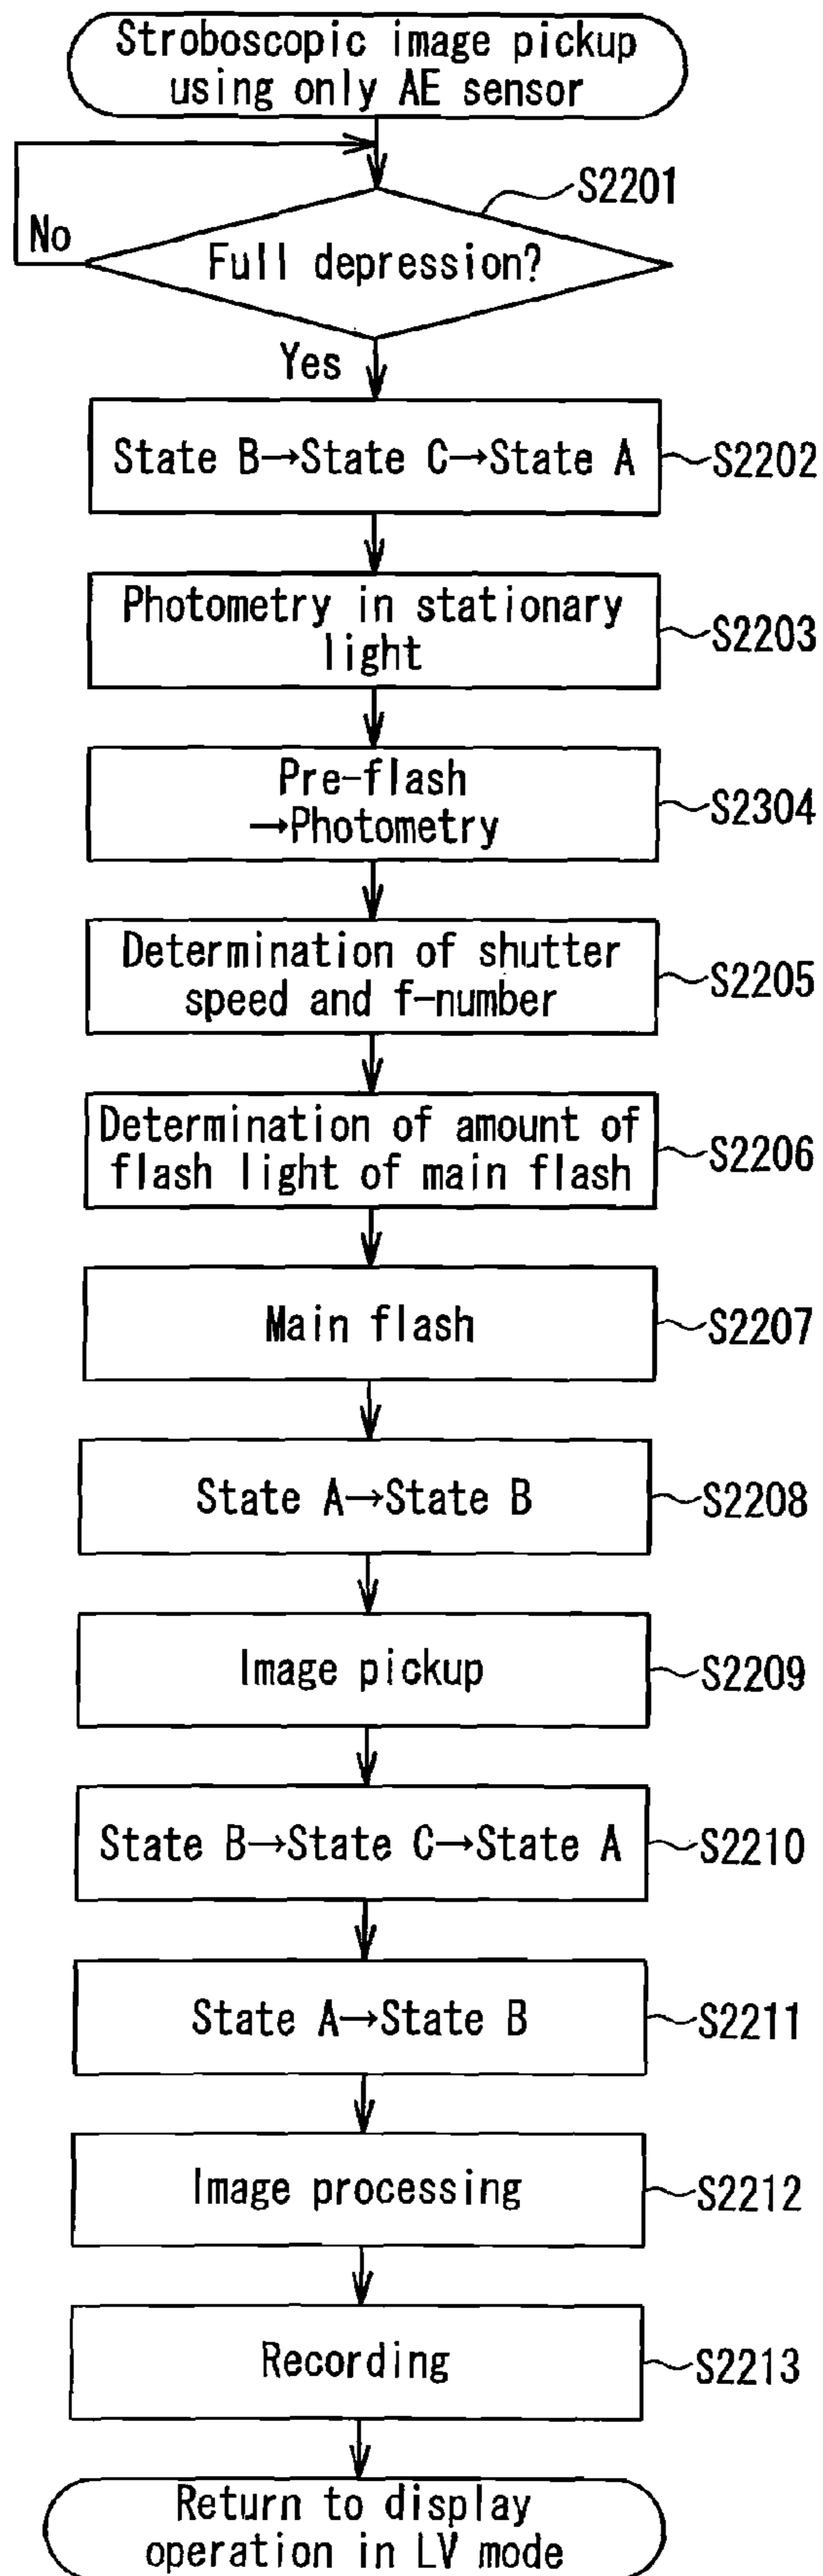 Stroboscopic image pickup
using only AE sensor
S2201
No
Full depression?
Yes
State B→State C→State A
S2202
Photometry in stationary
light
S2203
Pre-flash
→Photometry
S2304
Determination of shutter
speed and f-number
S2205
Determination of amount of
flash light of main flash
S2206
Main flash
S2207
State A→State B
S2208
Image pickup
S2209
State B→State C→State A
S2210
State A→State B
S2211
Image processing
S2212
Recording
S2213
Return to display
operation in LV mode